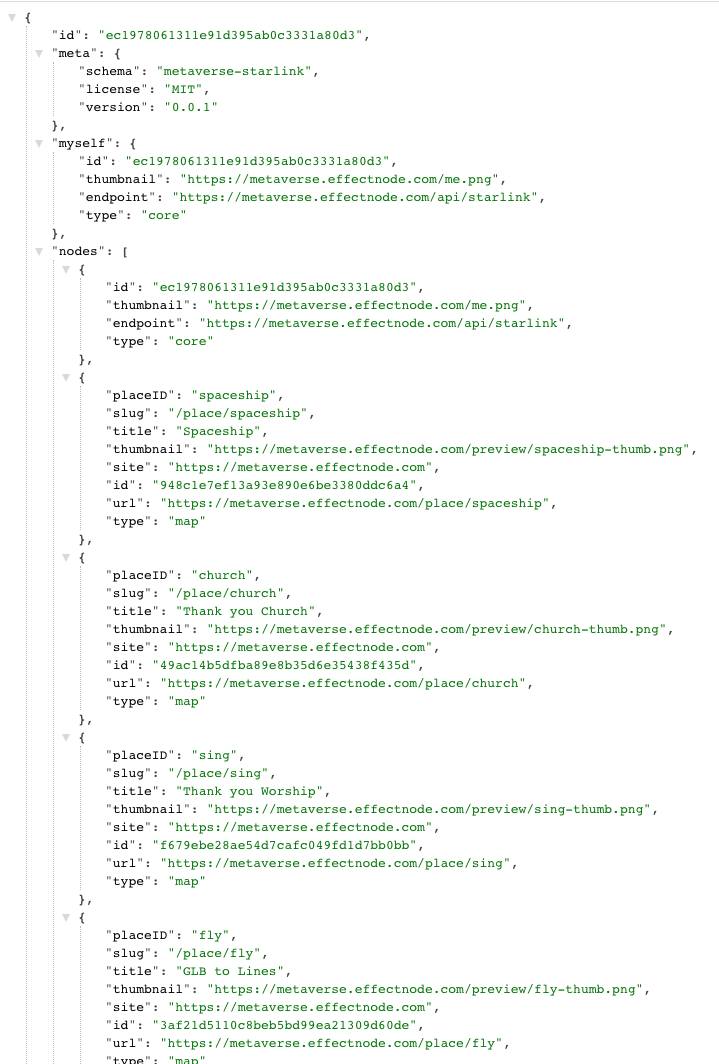 {
"id": "ec1978061311e91d395ab0c3331a80d3",
"meta": {
"schema": "metaverse-starlink",
"license": "MIT",
"version": "0.0.1"
},
"myself": {
"id": "ec1978061311e91d395ab0c3331a80d3",
"thumbnail": "https://metaverse.effectnode.com/me.png",
"endpoint": "https://metaverse.effectnode.com/api/starlink",
"type": "core"
},
"nodes": [
{
"id": "ec1978061311e91d395ab0c3331a80d3",
"thumbnail": "https://metaverse.effectnode.com/me.png",
"endpoint": "https://metaverse.effectnode.com/api/starlink",
"type": "core"
},
{
"placeID": "spaceship",
"slug": "/place/spaceship",
"title": "Spaceship",
"thumbnail": "https://metaverse.effectnode.com/preview/spaceship-thumb.png",
"site": "https://metaverse.effectnode.com",
"id": "948c1e7ef13a93e890e6be3380ddc6a4",
"url": "https://metaverse.effectnode.com/place/spaceship",
"type": "map"
},
{
"placeID": "church",
"slug": "/place/church",
"title": "Thank you Church",
"thumbnail": "https://metaverse.effectnode.com/preview/church-thumb.png",
"site": "https://metaverse.effectnode.com",
"id": "49ac14b5dfba89e8b35d6e35438f435d",
"url": "https://metaverse.effectnode.com/place/church",
"type": "map"
},
{
"placeID": "sing",
"slug": "/place/sing",
"title": "Thank you Worship",
"thumbnail": "https://metaverse.effectnode.com/preview/sing-thumb.png",
"site": "https://metaverse.effectnode.com",
"id": "f679ebe28ae54d7cafc049fd1d7bb0bb",
"url": "https://metaverse.effectnode.com/place/sing",
"type": "map"
},
{
"placeID": "fly",
"slug": "/place/fly",
"title": "GLB to Lines",
"thumbnail": "https://metaverse.effectnode.com/preview/fly-thumb.png",
"site": "https://metaverse.effectnode.com",
"id": "3af21d5110c8beb5bd99ea21309d60de",
"url": "https://metaverse.effectnode.com/place/fly",
"type": "map"